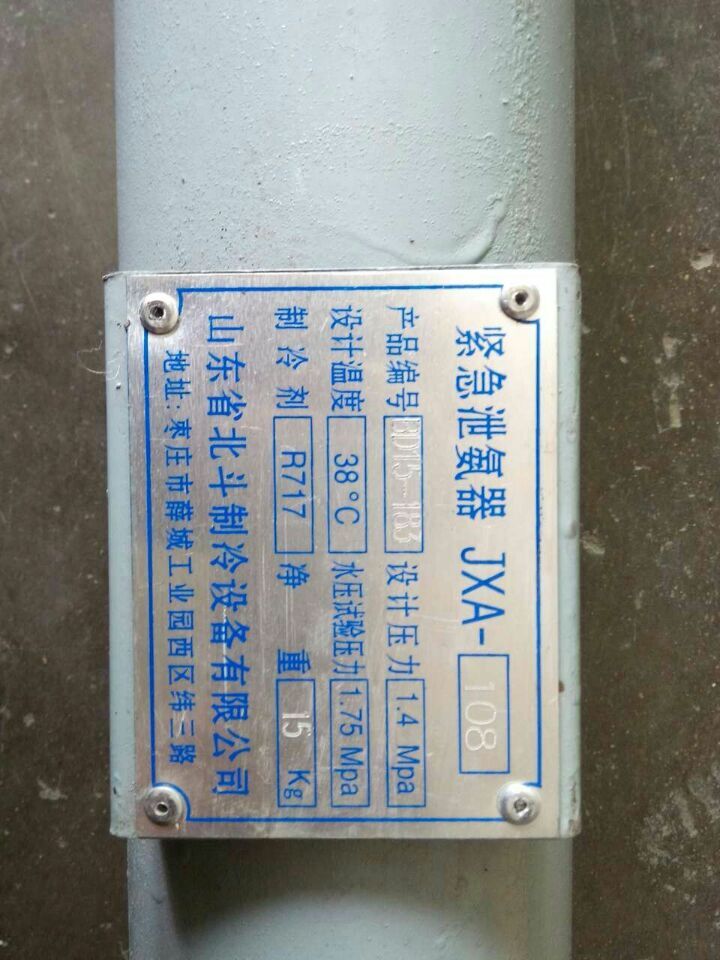 紧急泄氨器 JXA-108
产品编号 BD15-183 设计压力 1.4 Mpa
设计温度 38°C 水压试验压力 1.75 Mpa
制冷剂 R717 净重 15 Kg
山东省北斗制冷设备有限公司
地址:枣庄市薛城工业园西区纬二路